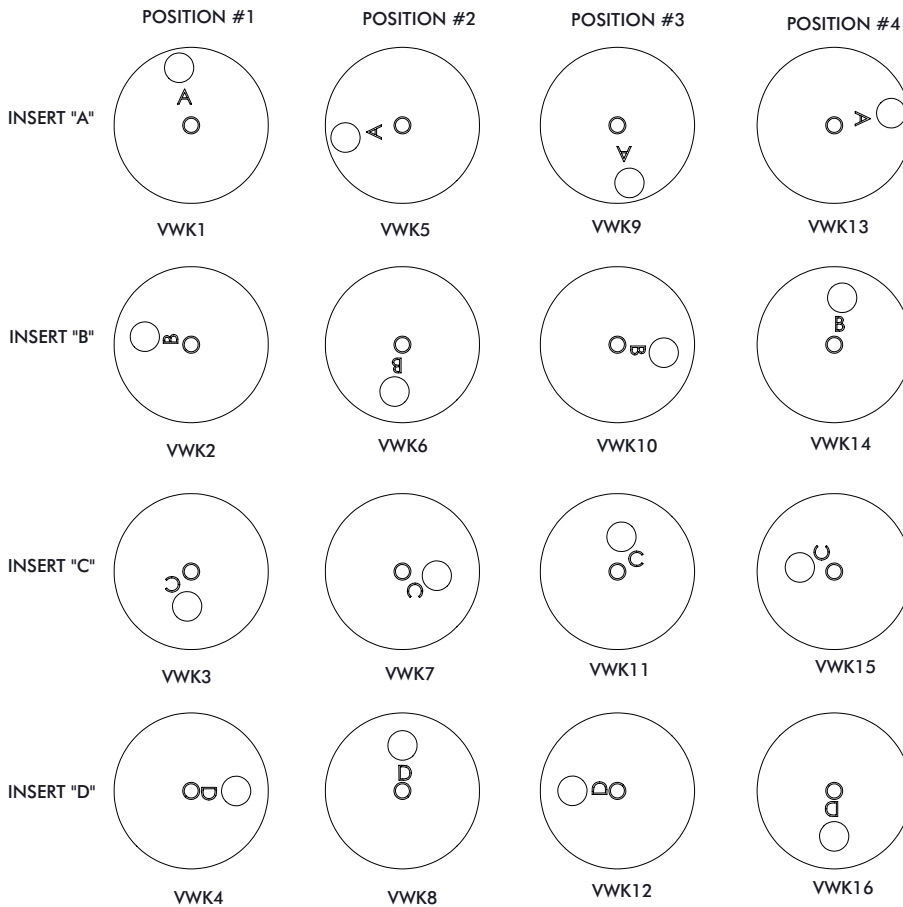 POSITION #1 POSITION #2 POSITION #3 POSITION #4
INSERT "A" A A A A
VWK1 VWK5 VWK9 VWK13
INSERT "B" B B B B
VWK2 VWK6 VWK10 VWK14
INSERT "C" C C C C
VWK3 VWK7 VWK11 VWK15
INSERT "D" D D D D
VWK4 VWK8 VWK12 VWK16